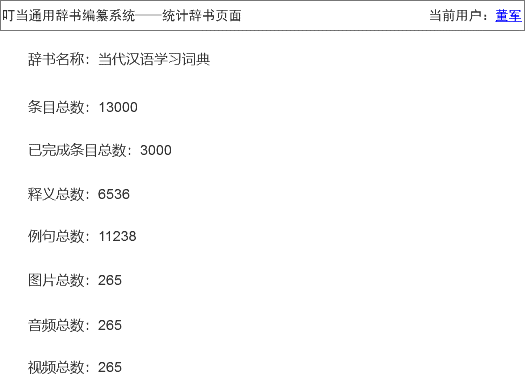 叮当通用辞书编纂系统——统计辞书页面 当前用户：董军
辞书名称：当代汉语学习词典
条目总数：13000
已完成条目总数：3000
释义总数：6536
例句总数：11238
图片总数：265
音频总数：265
视频总数：265